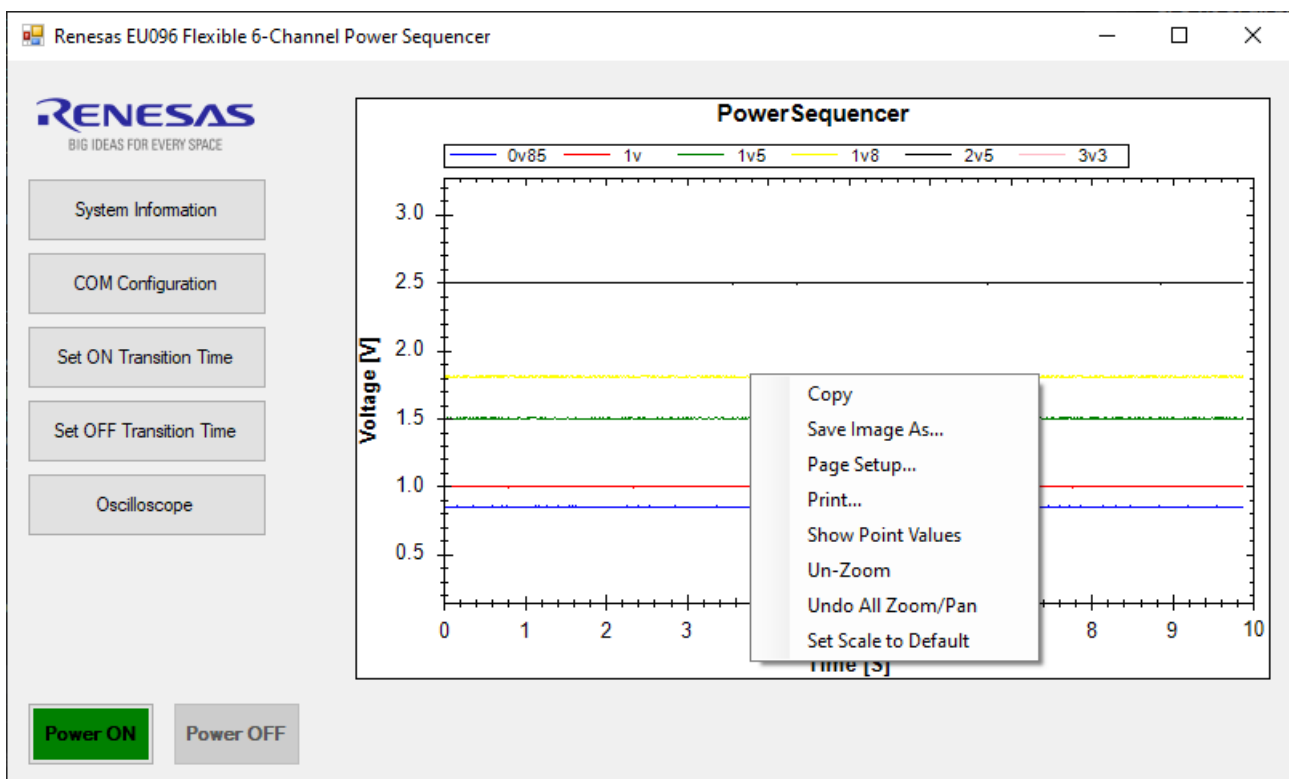 Renesas EU096 Flexible 6-Channel Power Sequencer
RENESAS
BIG IDEAS FOR EVERY SPACE
System Information
COM Configuration
Set ON Transition Time
Set OFF Transition Time
Oscilloscope
Power ON
Power OFF
PowerSequencer
0v85 1v 1v5 1v8 2v5 3v3
Voltage [V]
3.0
2.5
2.0
1.5
1.0
0.5
0 1 2 3 8 9 10
Time [S]
Copy
Save Image As...
Page Setup...
Print...
Show Point Values
Un-Zoom
Undo All Zoom/Pan
Set Scale to Default